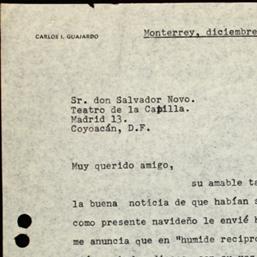 CARLOS I. GUAJARDO
Monterrey, diciembre
Sr. don Salvador Novo.
Teatro de la Capilla.
Madrid 13.
Coyoacán, D.F.
Muy querido amigo,
su amable ta
la buena noticia de que habían s
como presente navideño le envié
me anuncia que en "humide recipro